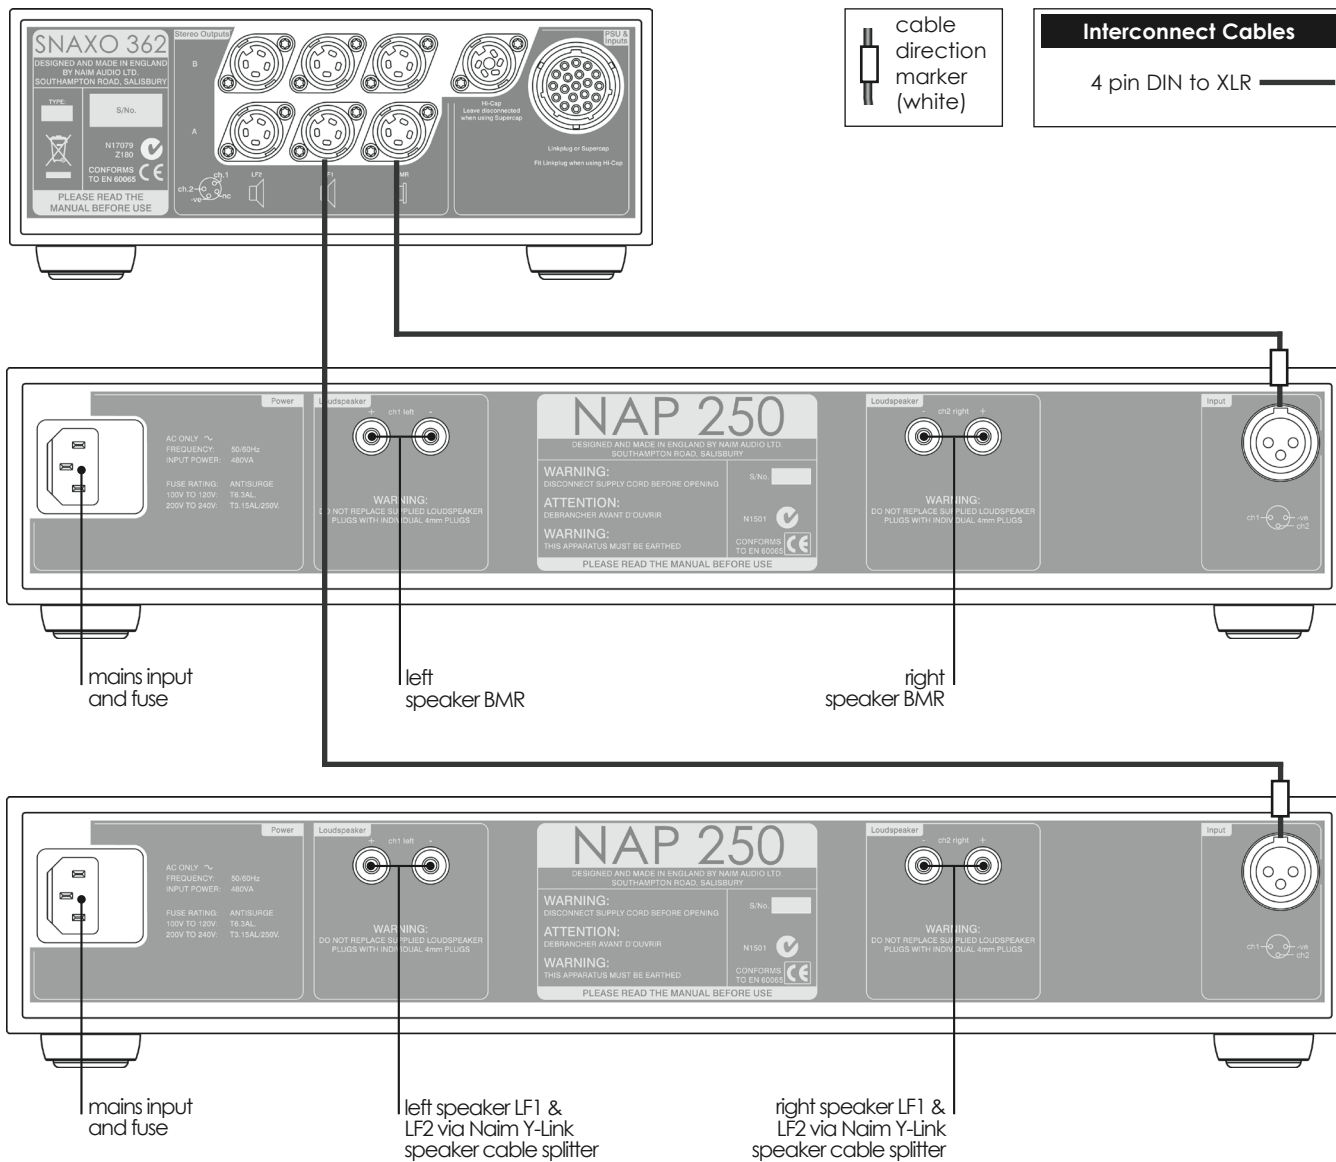 SNAXO 362
DESIGNED AND MADE IN ENGLAND
BY NAIM AUDIO LTD.
SOUTHAMPTON ROAD, SALISBURY
TYPE:
S/No.
N17079
Z180
CONFORMS
TO EN 60065
PLEASE READ THE
MANUAL BEFORE USE
Stereo Outputs
B
A
ch.1
ch.2
-ve
nc
LF2
LF1
BMR
Hi-Cap
Leave disconnected
when using Supercap
PSU &
Inputs
Linkplug or Supercap
Fit Linkplug when using Hi-Cap
cable
direction
marker
(white)
Interconnect Cables
4 pin DIN to XLR
Power
AC ONLY
FREQUENCY: 50/60Hz
INPUT POWER: 480VA
FUSE RATING: ANTISURGE
100V TO 120V: T6.3AL.
200V TO 240V: T3.15AL/250V.
Loudspeaker
+ ch1 left -
WARNING:
DO NOT REPLACE SUPPLIED LOUDSPEAKER
PLUGS WITH INDIVIDUAL 4mm PLUGS
NAP 250
DESIGNED AND MADE IN ENGLAND BY NAIM AUDIO LTD.
SOUTHAMPTON ROAD, SALISBURY
WARNING:
DISCONNECT SUPPLY CORD BEFORE OPENING
ATTENTION:
DEBRANCHER AVANT D'OUVRIR
WARNING:
THIS APPARATUS MUST BE EARTHED
S/No.
N1501
CONFORMS
TO EN 60065
PLEASE READ THE MANUAL BEFORE USE
Loudspeaker
- ch2 right +
WARNING:
DO NOT REPLACE SUPPLIED LOUDSPEAKER
PLUGS WITH INDIVIDUAL 4mm PLUGS
Input
ch1
-ve
ch2
mains input
and fuse
left
speaker BMR
right
speaker BMR
Power
AC ONLY
FREQUENCY: 50/60Hz
INPUT POWER: 480VA
FUSE RATING: ANTISURGE
100V TO 120V: T6.3AL.
200V TO 240V: T3.15AL/250V.
Loudspeaker
+ ch1 left -
WARNING:
DO NOT REPLACE SUPPLIED LOUDSPEAKER
PLUGS WITH INDIVIDUAL 4mm PLUGS
NAP 250
DESIGNED AND MADE IN ENGLAND BY NAIM AUDIO LTD.
SOUTHAMPTON ROAD, SALISBURY
WARNING:
DISCONNECT SUPPLY CORD BEFORE OPENING
ATTENTION:
DEBRANCHER AVANT D'OUVRIR
WARNING:
THIS APPARATUS MUST BE EARTHED
S/No.
N1501
CONFORMS
TO EN 60065
PLEASE READ THE MANUAL BEFORE USE
Loudspeaker
- ch2 right +
WARNING:
DO NOT REPLACE SUPPLIED LOUDSPEAKER
PLUGS WITH INDIVIDUAL 4mm PLUGS
Input
ch1
-ve
ch2
mains input
and fuse
left speaker LF1 &
LF2 via Naim Y-Link
speaker cable splitter
right speaker LF1 &
LF2 via Naim Y-Link
speaker cable splitter